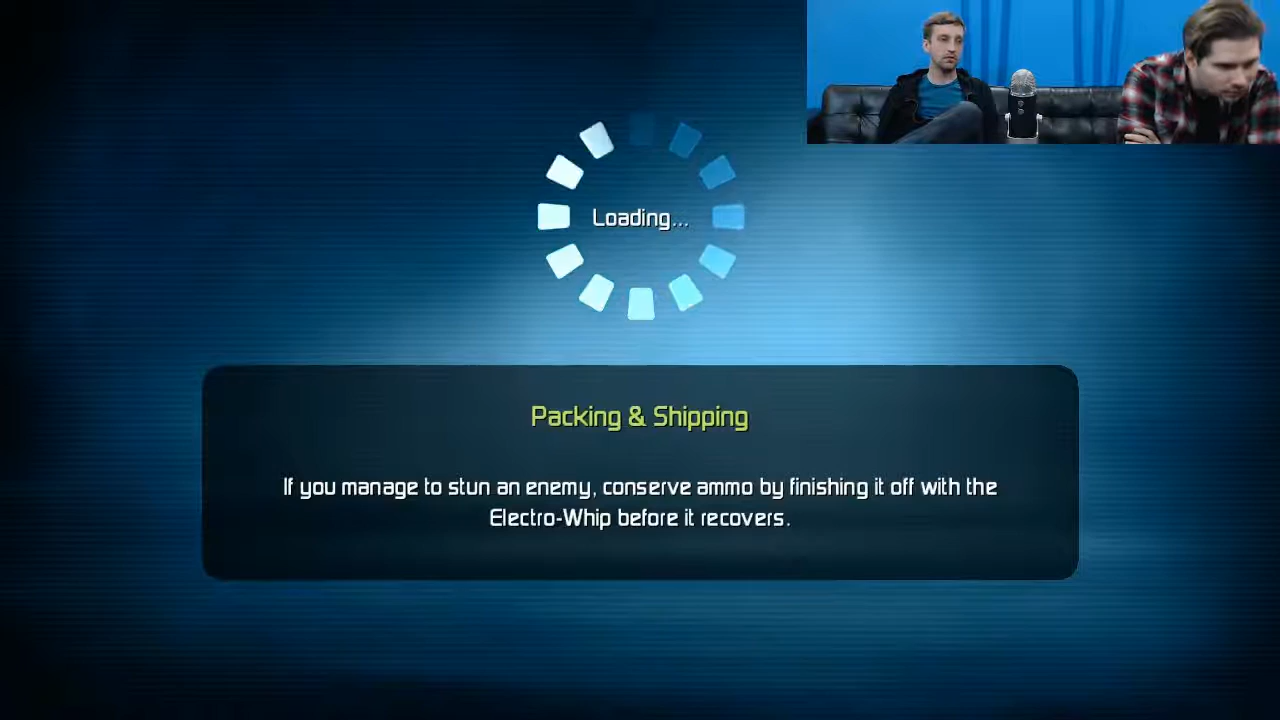 Loading...
Packing & Shipping
If you manage to stun an enemy, conserve ammo by finishing it off with the
Electro-Whip before it recovers.